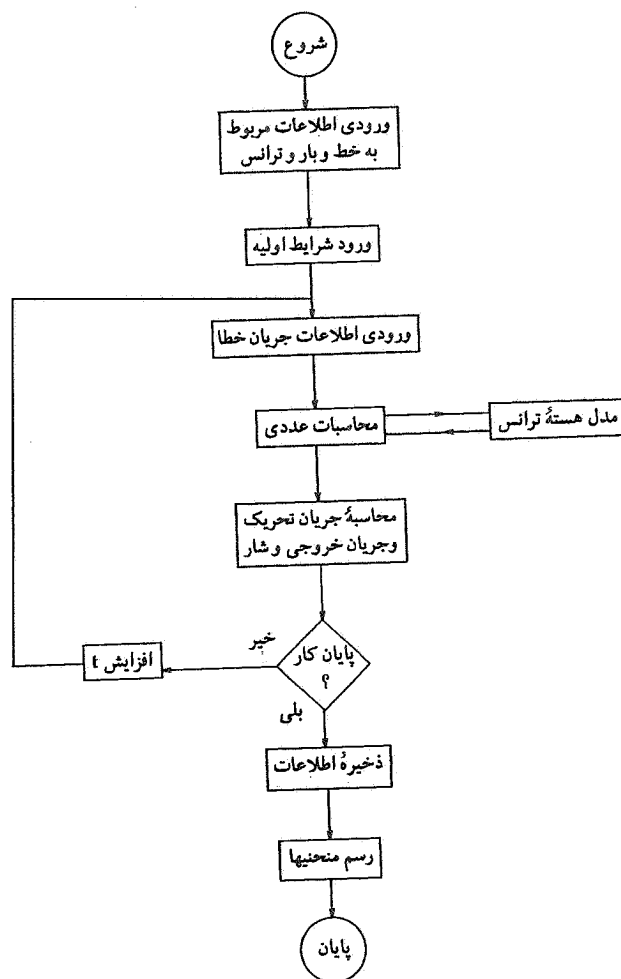 شروع
ورودی اطلاعات مربوط
به خط و بار و ترانس
ورود شرایط اولیه
ورودی اطلاعات جریان خطا
محاسبات عددی
مدل هستهٔ ترانس
محاسبهٔ جریان تحریک
وجریان خروجی و شار
پایان کار
؟
خیر
افزایش t
بلی
ذخیرهٔ اطلاعات
رسم منحنیها
پایان